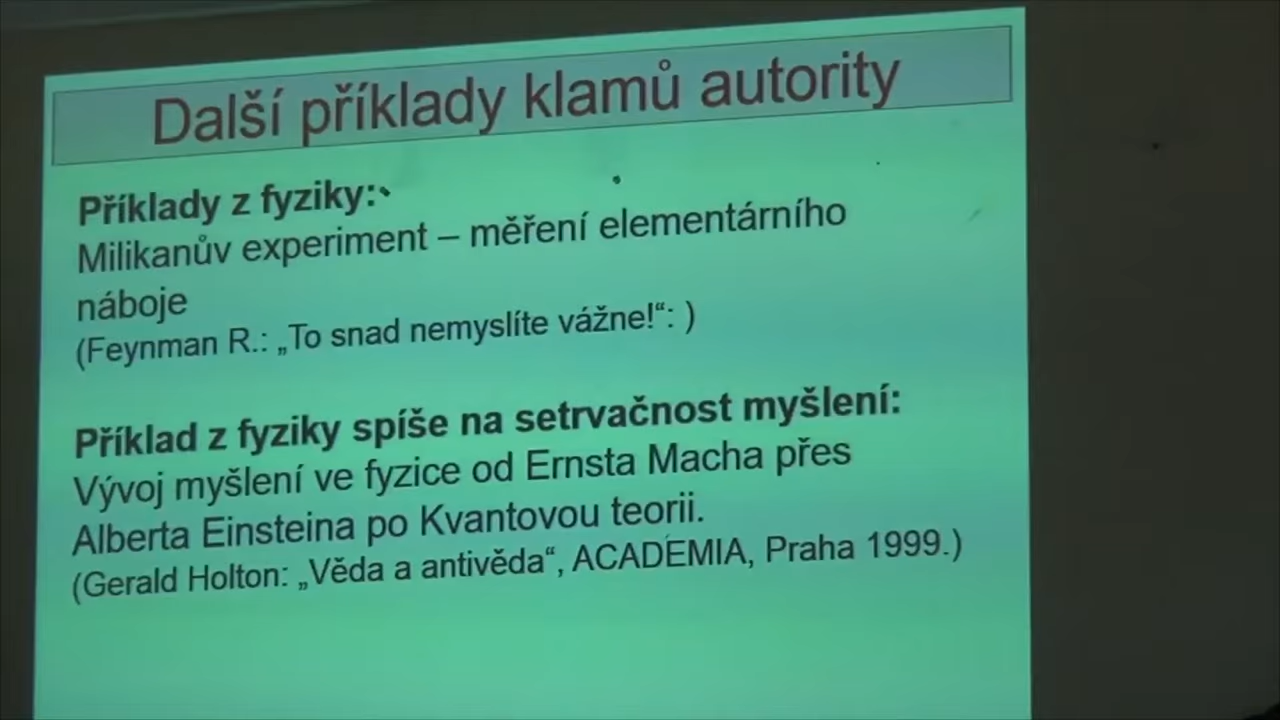 Další příklady klamů autority
Příklady z fyziky:
Milikanův experiment – měření elementárního
náboje
(Feynman R.: „To snad nemyslíte vážne!“: )
Příklad z fyziky spíše na setrvačnost myšlení:
Vývoj myšlení ve fyzice od Ernsta Macha přes
Alberta Einsteina po Kvantovou teorii.
(Gerald Holton: „Věda a antivěda“, ACADEMIA, Praha 1999.)